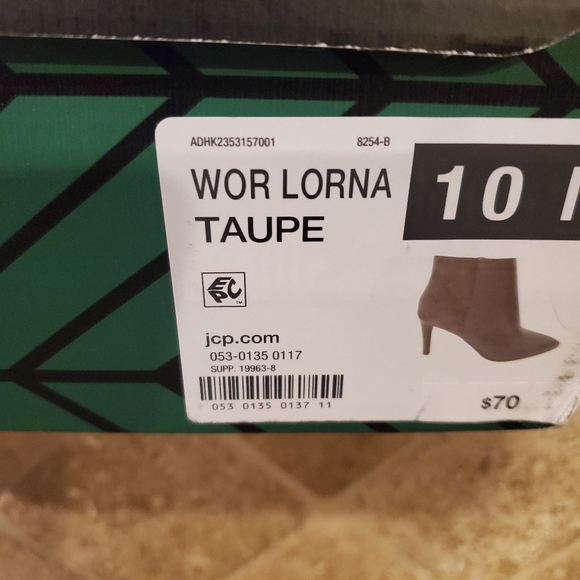 ADHK2353157001 8254-B
WOR LORNA 10
TAUPE
EPC™
jcp.com
053-0135 0117
SUPP. 19963-8
053 0135 0137 11
$70